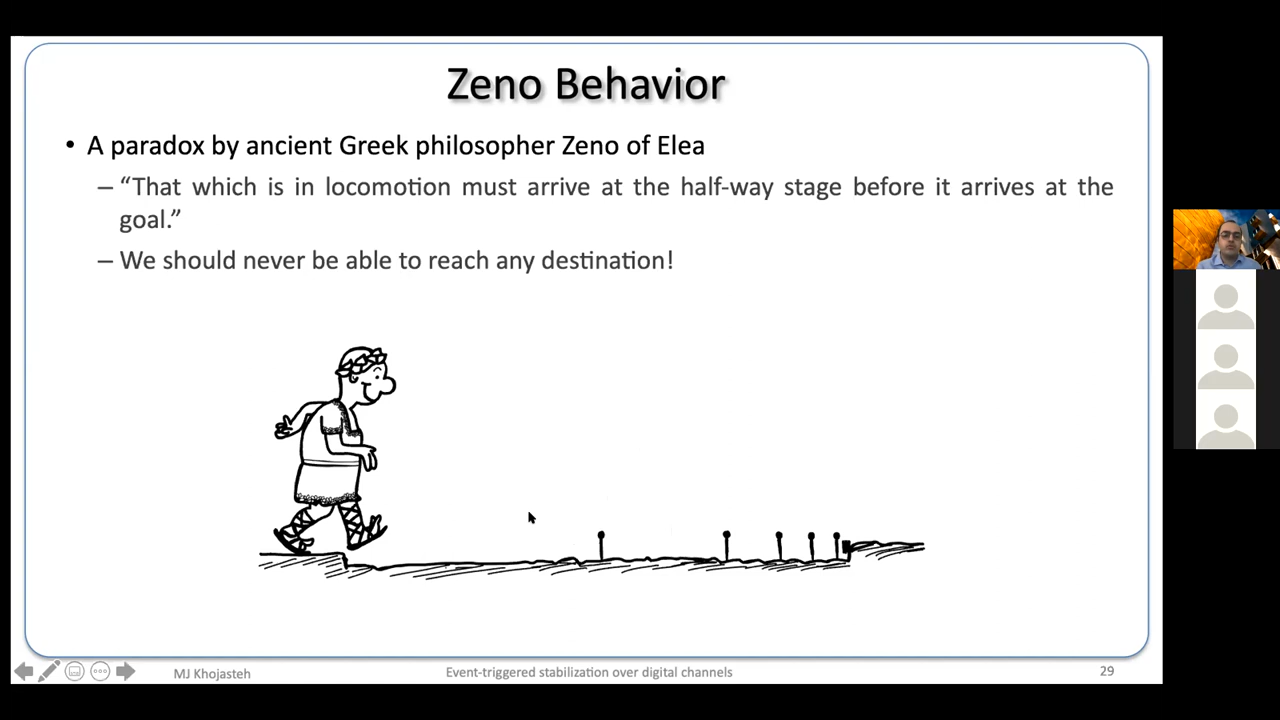 Zeno Behavior
• A paradox by ancient Greek philosopher Zeno of Elea
– “That which is in locomotion must arrive at the half-way stage before it arrives at the
goal.”
– We should never be able to reach any destination!
MJ Khojasteh
Event-triggered stabilization over digital channels
29